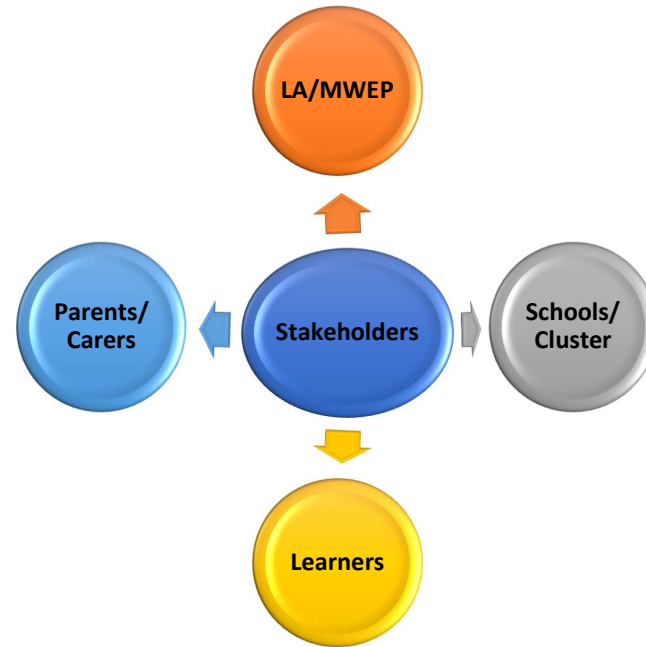 LA/MWEP
Parents/
Carers
Stakeholders
Schools/
Cluster
Learners